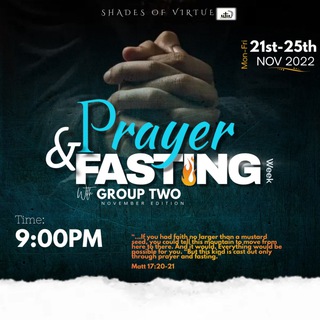 SHADES OF VIRTUE
Mon-Fri
21st-25th
NOV 2022
Prayer
&
FASTING
Week
With GROUP TWO
NOVEMBER EDITION
Time:
9:00PM
"...If you had faith no larger than a mustard
seed, you could tell this mountain to move from
here to there. And it would. Everything would be
possible for you. "But this kind is cast out only
through prayer and fasting."
Matt 17:20-21